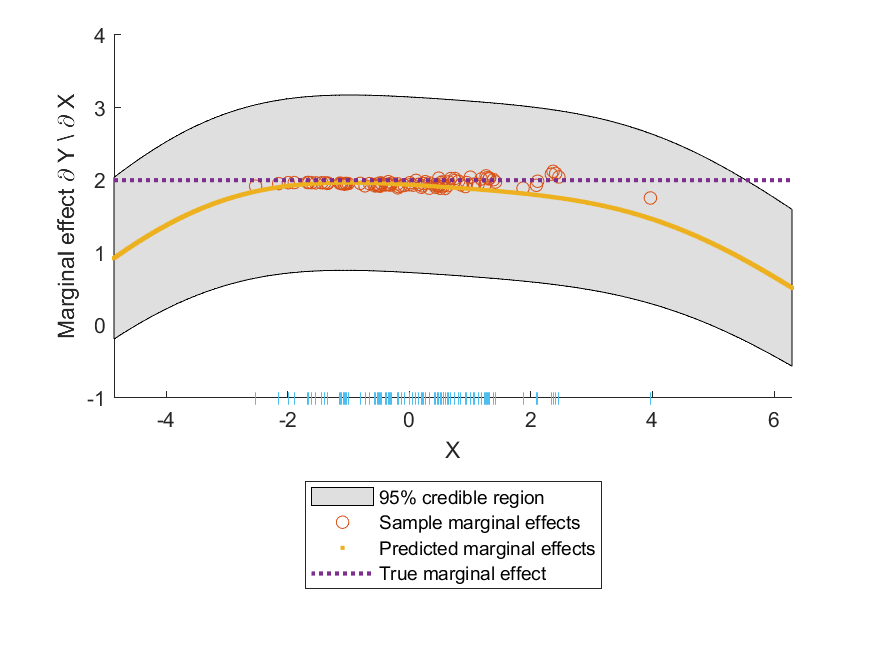 4
3
2
1
0
-1
Marginal effect ∂ Y \ ∂ X
-4
-2
0
2
4
6
X
95% credible region
Sample marginal effects
Predicted marginal effects
True marginal effect